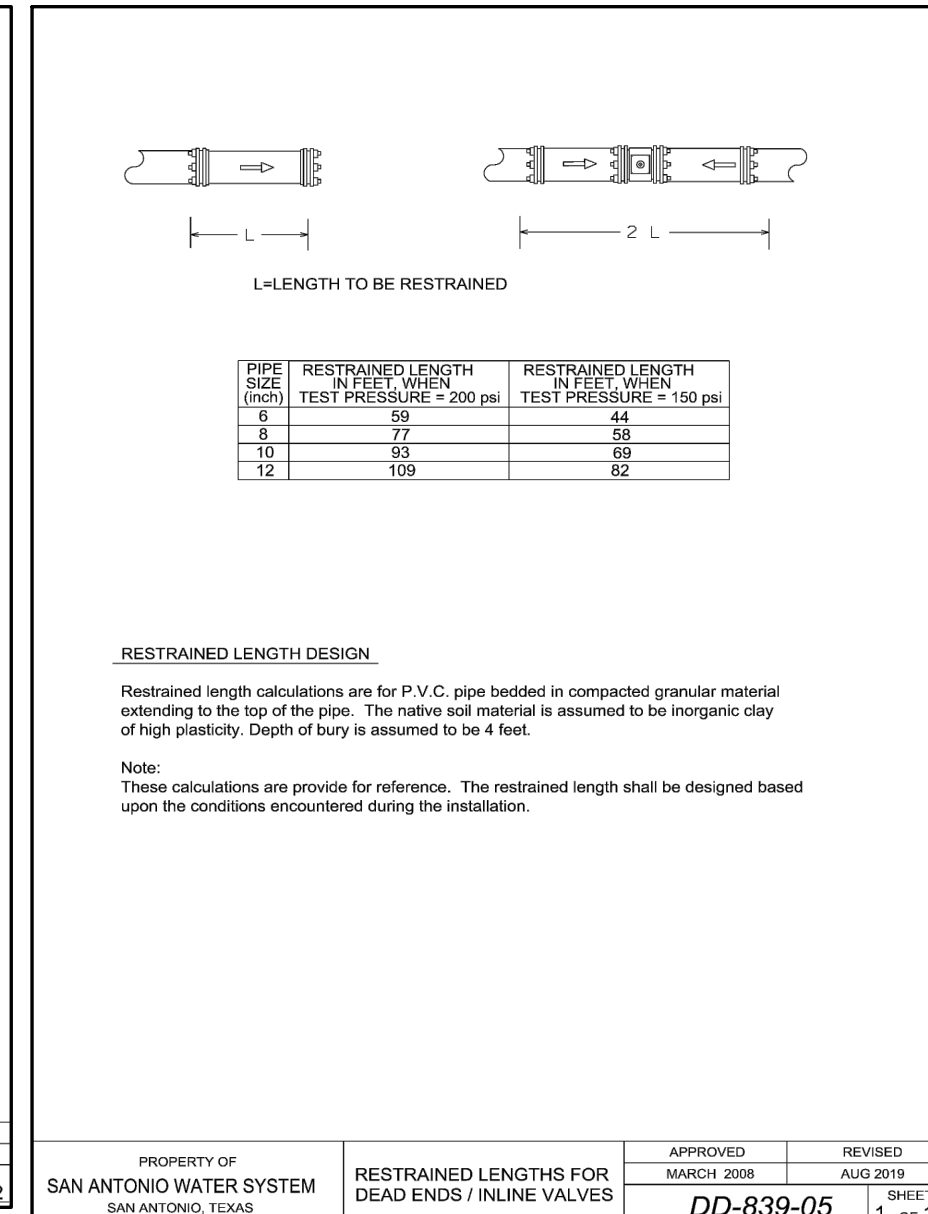 L
2 L
L=LENGTH TO BE RESTRAINED
PIPE SIZE (inch) RESTRAINED LENGTH IN FEET, WHEN TEST PRESSURE = 200 psi RESTRAINED LENGTH IN FEET, WHEN TEST PRESSURE = 150 psi
6 59 44
8 77 58
10 93 69
12 109 82
RESTRAINED LENGTH DESIGN
Restrained length calculations are for P.V.C. pipe bedded in compacted granular material
extending to the top of the pipe. The native soil material is assumed to be inorganic clay
of high plasticity. Depth of bury is assumed to be 4 feet.
Note:
These calculations are provide for reference. The restrained length shall be designed based
upon the conditions encountered during the installation.
PROPERTY OF
SAN ANTONIO WATER SYSTEM
SAN ANTONIO, TEXAS
RESTRAINED LENGTHS FOR
DEAD ENDS / INLINE VALVES
APPROVED REVISED
MARCH 2008 AUG 2019
DD-839-05
SHEET
1